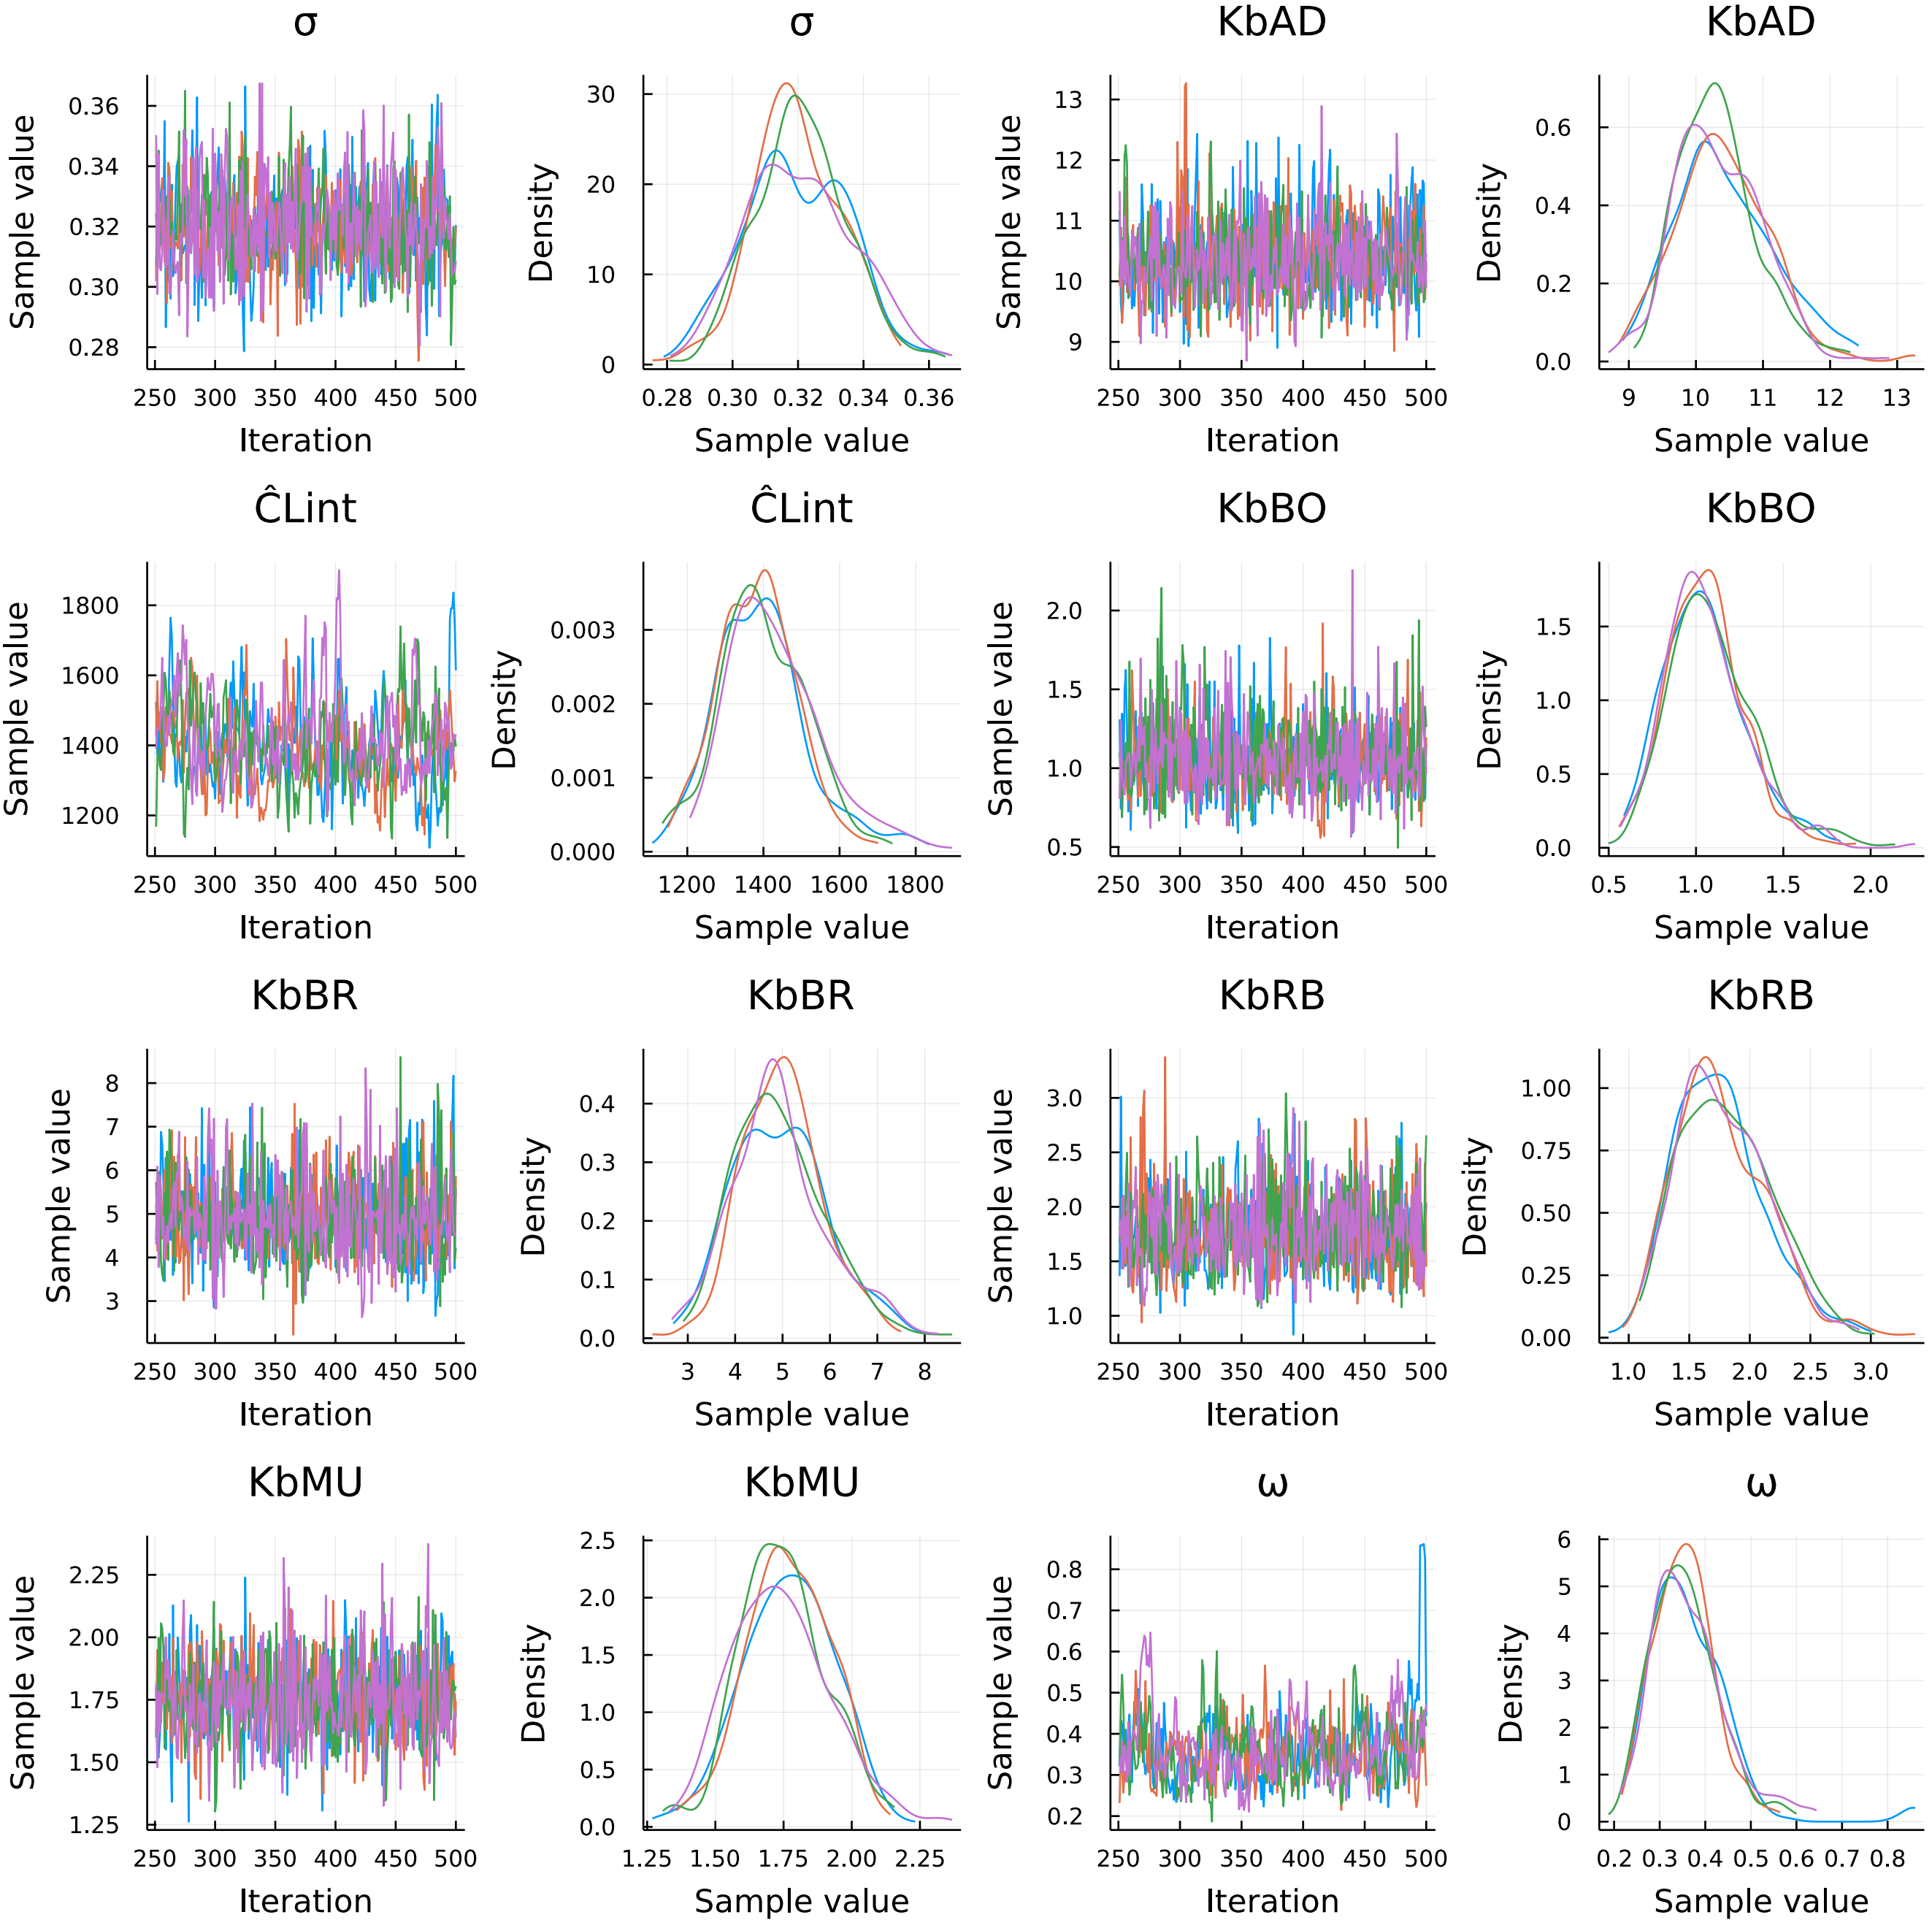 σ σ KbAD KbAD
Sample value
0.36
0.34
0.32
0.30
0.28
250 300 350 400 450 500
Iteration
Density
30
20
10
0
0.28 0.30 0.32 0.34 0.36
Sample value
Sample value
13
12
11
10
9
250 300 350 400 450 500
Iteration
Density
0.6
0.4
0.2
0.0
9 10 11 12 13
Sample value
ĈLint ĈLint KbBO KbBO
Sample value
1800
1600
1400
1200
250 300 350 400 450 500
Iteration
Density
0.003
0.002
0.001
0.000
1200 1400 1600 1800
Sample value
Sample value
2.0
1.5
1.0
0.5
250 300 350 400 450 500
Iteration
Density
1.5
1.0
0.5
0.0
0.5 1.0 1.5 2.0
Sample value
KbBR KbBR KbRB KbRB
Sample value
8
7
6
5
4
3
250 300 350 400 450 500
Iteration
Density
0.4
0.3
0.2
0.1
0.0
3 4 5 6 7 8
Sample value
Sample value
3.0
2.5
2.0
1.5
1.0
250 300 350 400 450 500
Iteration
Density
1.00
0.75
0.50
0.25
0.00
1.0 1.5 2.0 2.5 3.0
Sample value
KbMU KbMU ω ω
Sample value
2.25
2.00
1.75
1.50
1.25
250 300 350 400 450 500
Iteration
Density
2.5
2.0
1.5
1.0
0.5
0.0
1.25 1.50 1.75 2.00 2.25
Sample value
Sample value
0.8
0.7
0.6
0.5
0.4
0.3
0.2
250 300 350 400 450 500
Iteration
Density
6
5
4
3
2
1
0
0.2 0.3 0.4 0.5 0.6 0.7 0.8
Sample value